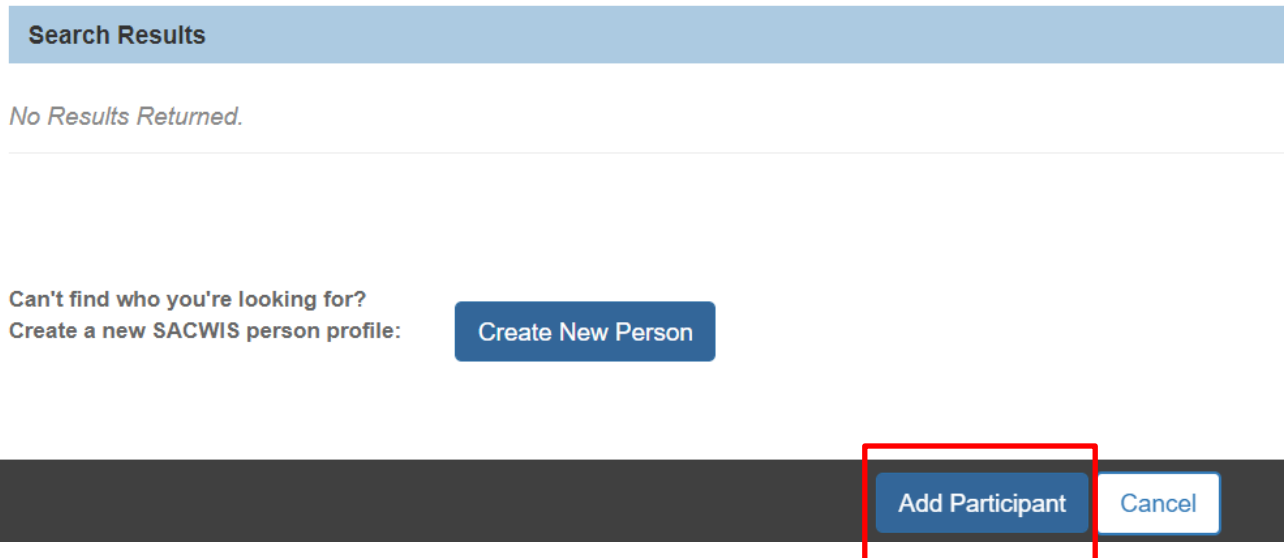 Search Results
No Results Returned.
Can't find who you're looking for?
Create a new SACWIS person profile:
Create New Person
Add Participant
Cancel